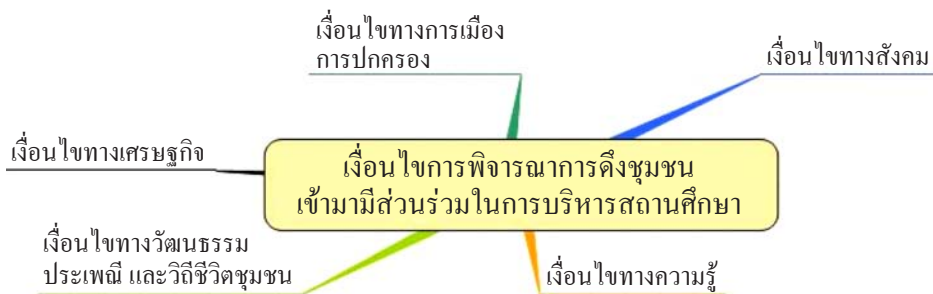 เงื่อนไขทางการเมือง
การปกครอง
เงื่อนไขทางสังคม
เงื่อนไขทางเศรษฐกิจ
เงื่อนไขการพิจารณาการดึงชุมชน
เข้ามามีส่วนร่วมในการบริหารสถานศึกษา
เงื่อนไขทางวัฒนธรรม
ประเพณี และวิถีชีวิตชุมชน
เงื่อนไขทางความรู้